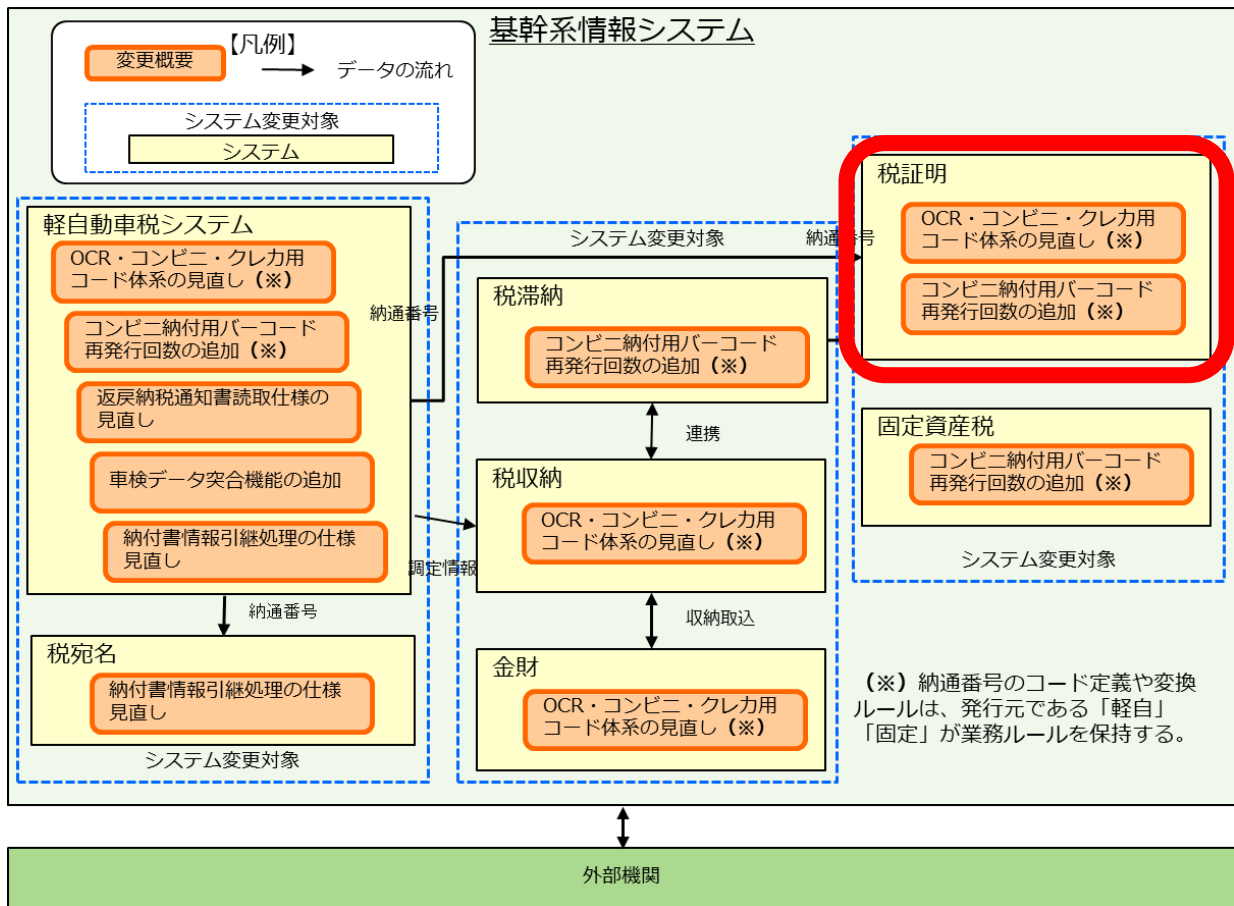 基幹系情報システム
【凡例】
変更概要
データの流れ
システム変更対象
システム
軽自動車税システム
OCR・コンビニ・クレカ用
コード体系の見直し(※)
コンビニ納付用バーコード
再発行回数の追加(※)
返戻納税通知書読取仕様の
見直し
車検データ突合機能の追加
納付書情報引継処理の仕様
見直し
納通番号
税宛名
納付書情報引継処理の仕様
見直し
システム変更対象
納通番号
調定情報
システム変更対象
税滞納
コンビニ納付用バーコード
再発行回数の追加(※)
連携
税収納
OCR・コンビニ・クレカ用
コード体系の見直し(※)
収納取込
金財
OCR・コンビニ・クレカ用
コード体系の見直し(※)
納通番号
税証明
OCR・コンビニ・クレカ用
コード体系の見直し(※)
コンビニ納付用バーコード
再発行回数の追加(※)
固定資産税
コンビニ納付用バーコード
再発行回数の追加(※)
システム変更対象
(※)納通番号のコード定義や変換
ルールは、発行元である「軽自」
「固定」が業務ルールを保持する。
外部機関